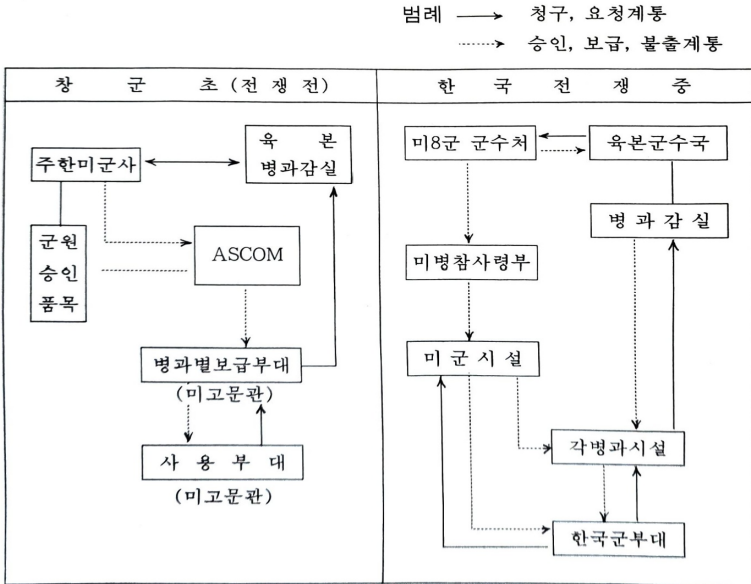 범례 청구, 요청계통
승인, 보급, 불출계통
창 군 초 (전 쟁 전)
한 국 전 쟁 중
주한미군사
육 본
병과감실
군원
승인
품목
ASCOM
병과별보급부대
(미고문관)
사 용 부 대
(미고문관)
미8군 군수처
육본군수국
병 과 감 실
미병참사령부
미 군 시 설
각병과시설
한국군부대